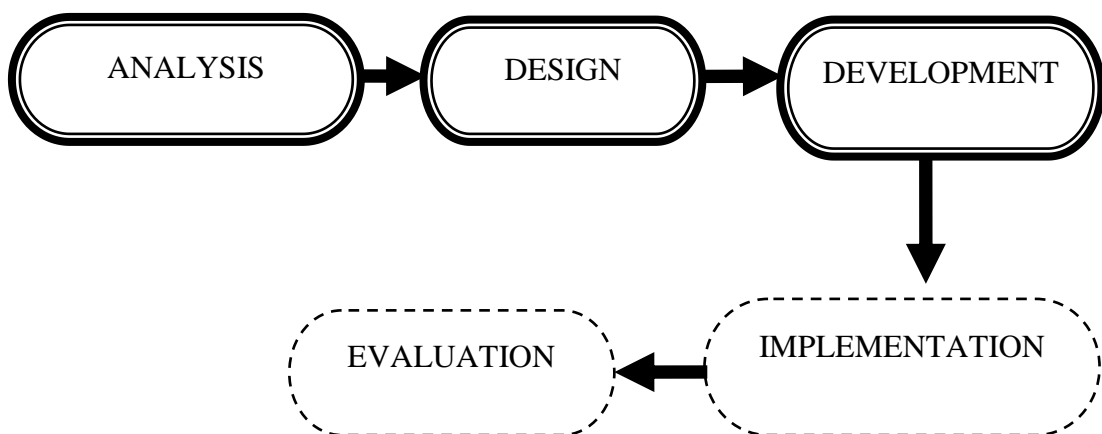 ANALYSIS
DESIGN
DEVELOPMENT
IMPLEMENTATION
EVALUATION